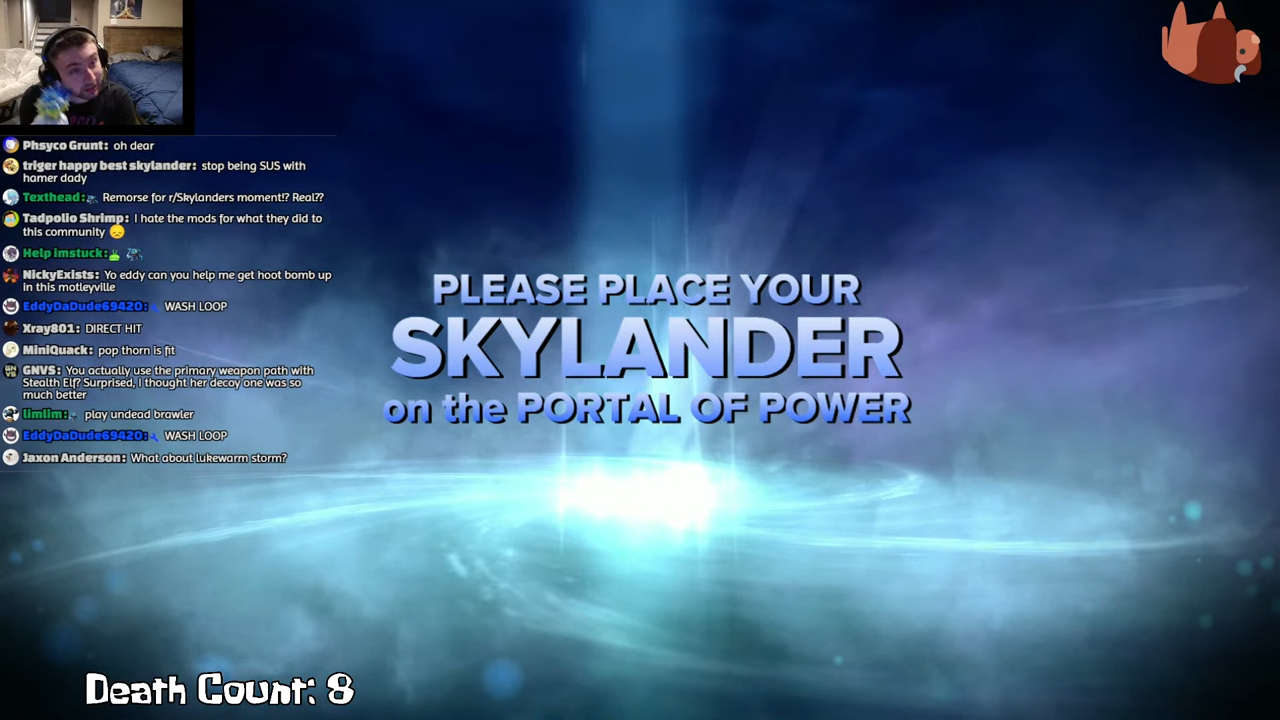 Phsyco Grunt: oh dear
triger happy best skylander: stop being SUS with
hamer dady
Texthead: Remorse for r/Skylanders moment!? Real??
Tadpolio Shrimp: I hate the mods for what they did to
this community 😞
Help imstuck:
NickyExists: Yo eddy can you help me get hoot bomb up
in this motleyville
EddyDaDude69420: WASH LOOP
Xray801: DIRECT HIT
MiniQuack: pop thorn is fit
GNVS: You actually use the primary weapon path with
Stealth Elf? Surprised, I thought her decoy one was so
much better
limlim: play undead brawler
EddyDaDude69420: WASH LOOP
Jaxon Anderson: What about lukewarm storm?
PLEASE PLACE YOUR
SKYLANDER
on the PORTAL OF POWER
Death Count: 8